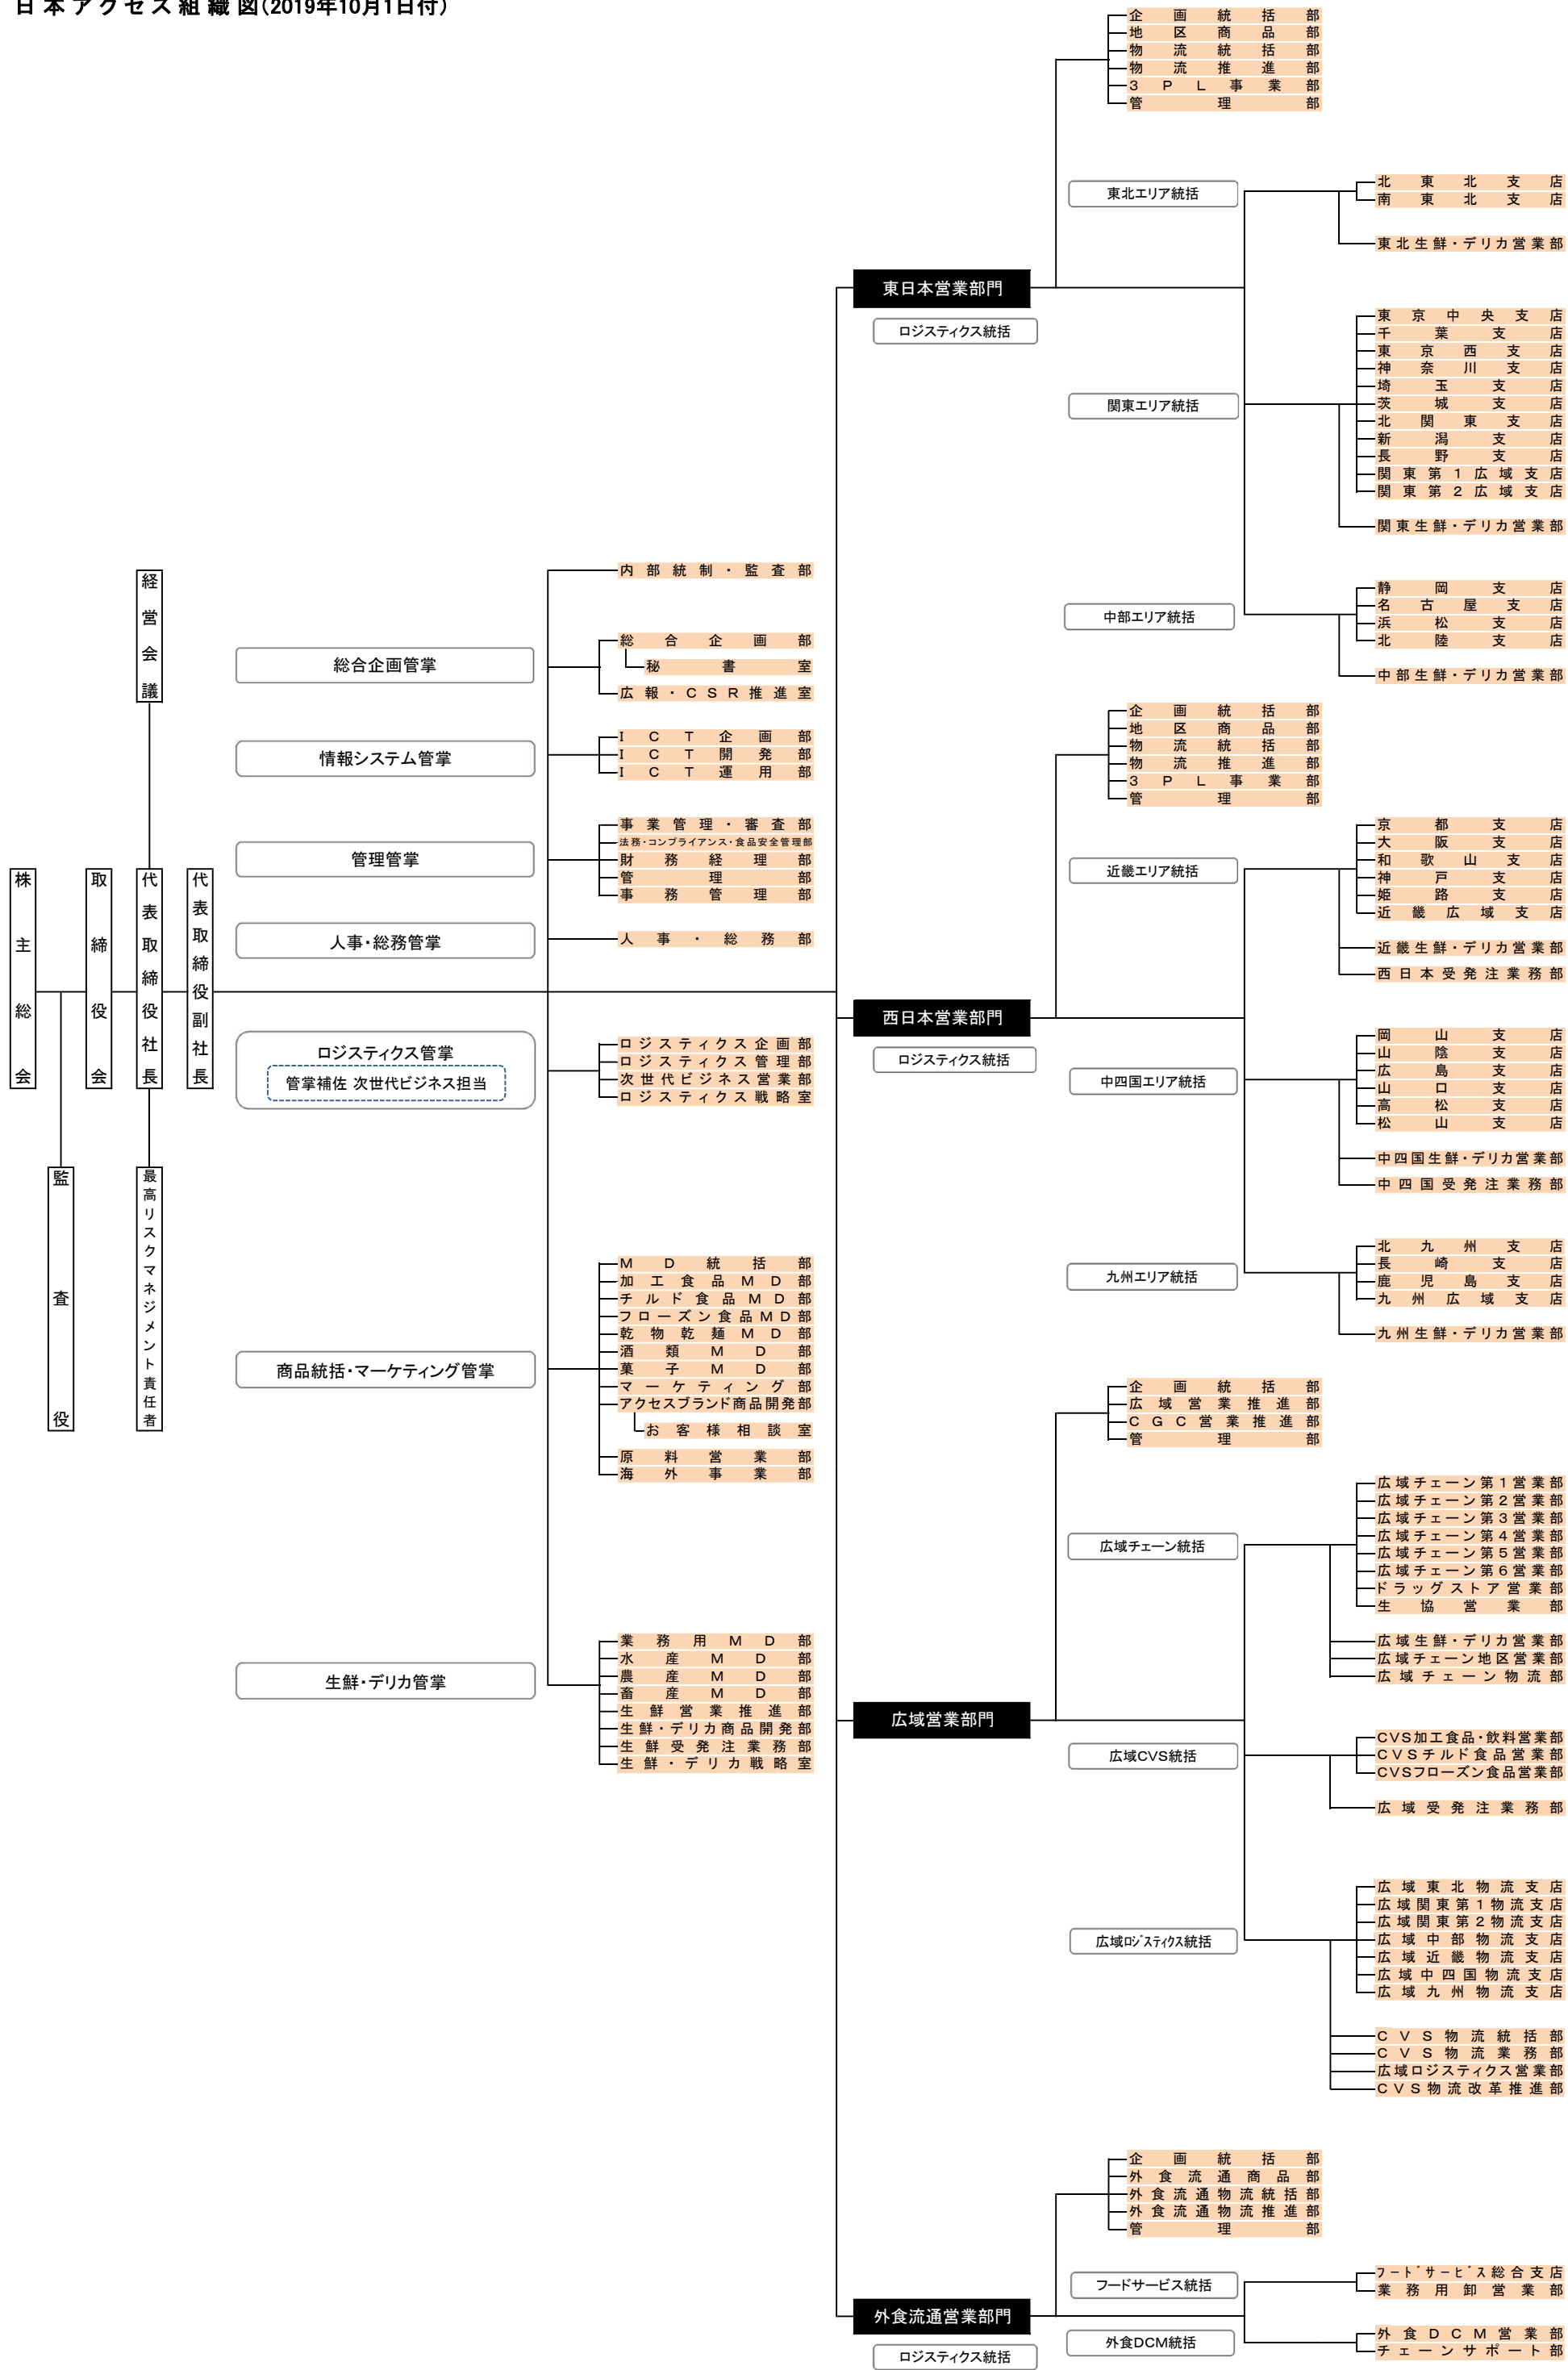 日本アクセス組織図(2019年10月1日付)
株主総会
監査役
取締役会
経営会議
代表取締役社長
最高リスクマネジメント責任者
代表取締役副社長
内部統制・監査部
総合企画管掌
総合企画部
秘書室
広報・CSR推進室
情報システム管掌
ICT企画部
ICT開発部
ICT運用部
管理管掌
事業管理・審査部
法務・コンプライアンス・食品安全管理部
財務経理部
管理部
事務管理部
人事・総務管掌
人事・総務部
ロジスティクス管掌
管掌補佐 次世代ビジネス担当
ロジスティクス企画部
ロジスティクス管理部
次世代ビジネス営業部
ロジスティクス戦略室
商品統括・マーケティング管掌
MD統括部
加工食品MD部
チルド食品MD部
フローズン食品MD部
乾物乾麺MD部
酒類MD部
菓子MD部
マーケティング部
アクセスブランド商品開発部
お客様相談室
原料営業部
海外事業部
生鮮・デリカ管掌
業務用MD部
水産MD部
農産MD部
畜産MD部
生鮮営業推進部
生鮮・デリカ商品開発部
生鮮受発注業務部
生鮮・デリカ戦略室
東日本営業部門
ロジスティクス統括
企画統括部
地区商品部
物流統括部
物流推進部
3PL事業部
管理部
東北エリア統括
北東北支店
南東北支店
東北生鮮・デリカ営業部
関東エリア統括
東京中央支店
千葉支店
東京西支店
神奈川支店
埼玉支店
茨城支店
北関東支店
新潟支店
長野支店
関東第1広域支店
関東第2広域支店
関東生鮮・デリカ営業部
中部エリア統括
静岡支店
名古屋支店
浜松支店
北陸支店
中部生鮮・デリカ営業部
西日本営業部門
ロジスティクス統括
企画統括部
地区商品部
物流統括部
物流推進部
3PL事業部
管理部
近畿エリア統括
京都支店
大阪支店
和歌山支店
神戸支店
姫路支店
近畿広域支店
近畿生鮮・デリカ営業部
西日本受発注業務部
中四国エリア統括
岡山支店
山陰支店
広島支店
山口支店
高松支店
松山支店
中四国生鮮・デリカ営業部
中四国受発注業務部
九州エリア統括
北九州支店
長崎支店
鹿児島支店
九州広域支店
九州生鮮・デリカ営業部
広域営業部門
企画統括部
広域営業推進部
CGC営業推進部
管理部
広域チェーン統括
広域チェーン第1営業部
広域チェーン第2営業部
広域チェーン第3営業部
広域チェーン第4営業部
広域チェーン第5営業部
広域チェーン第6営業部
ドラッグストア営業部
生協営業部
広域生鮮・デリカ営業部
広域チェーン地区営業部
広域チェーン物流部
広域CVS統括
CVS加工食品・飲料営業部
CVSチルド食品営業部
CVSフローズン食品営業部
広域受発注業務部
広域ﾛｼﾞｽﾃｨｸｽ統括
広域東北物流支店
広域関東第1物流支店
広域関東第2物流支店
広域中部物流支店
広域近畿物流支店
広域中四国物流支店
広域九州物流支店
CVS物流統括部
CVS物流業務部
広域ロジスティクス営業部
CVS物流改革推進部
外食流通営業部門
ロジスティクス統括
企画統括部
外食流通商品部
外食流通物流統括部
外食流通物流推進部
管理部
フードサービス統括
ﾌｰﾄﾞｻｰﾋﾞｽ総合支店
業務用卸営業部
外食DCM統括
外食DCM営業部
チェーンサポート部